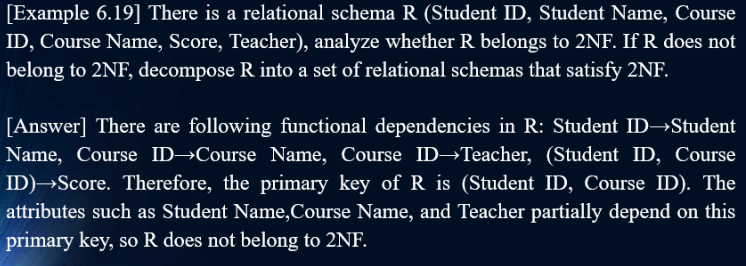 [Example 6.19] There is a relational schema R (Student ID, Student Name, Course
ID, Course Name, Score, Teacher), analyze whether R belongs to 2NF. If R does not
belong to 2NF, decompose R into a set of relational schemas that satisfy 2NF.
[Answer] There are following functional dependencies in R: Student ID→Student
Name, Course ID→Course Name, Course ID→Teacher, (Student ID, Course
ID)→Score. Therefore, the primary key of R is (Student ID, Course ID). The
attributes such as Student Name,Course Name, and Teacher partially depend on this
primary key, so R does not belong to 2NF.